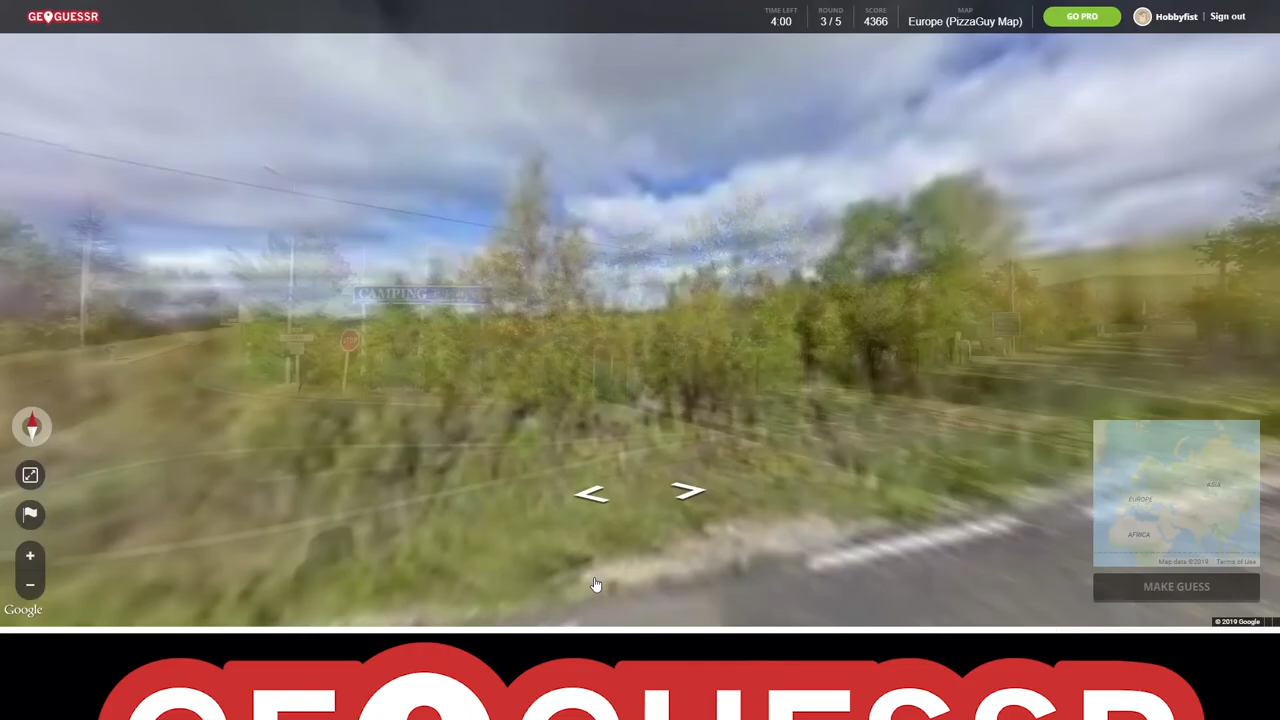 GEOGUESSR
TIME LEFT
4:00
ROUND
3 / 5
SCORE
4366
MAP
Europe (PizzaGuy Map)
GO PRO
Hobbyfist
Sign out
CAMPING
ASIA
EUROPE
AFRICA
Map data ©2019
Terms of Use
+
−
MAKE GUESS
Google
© 2019 Google
GEOGUESSR